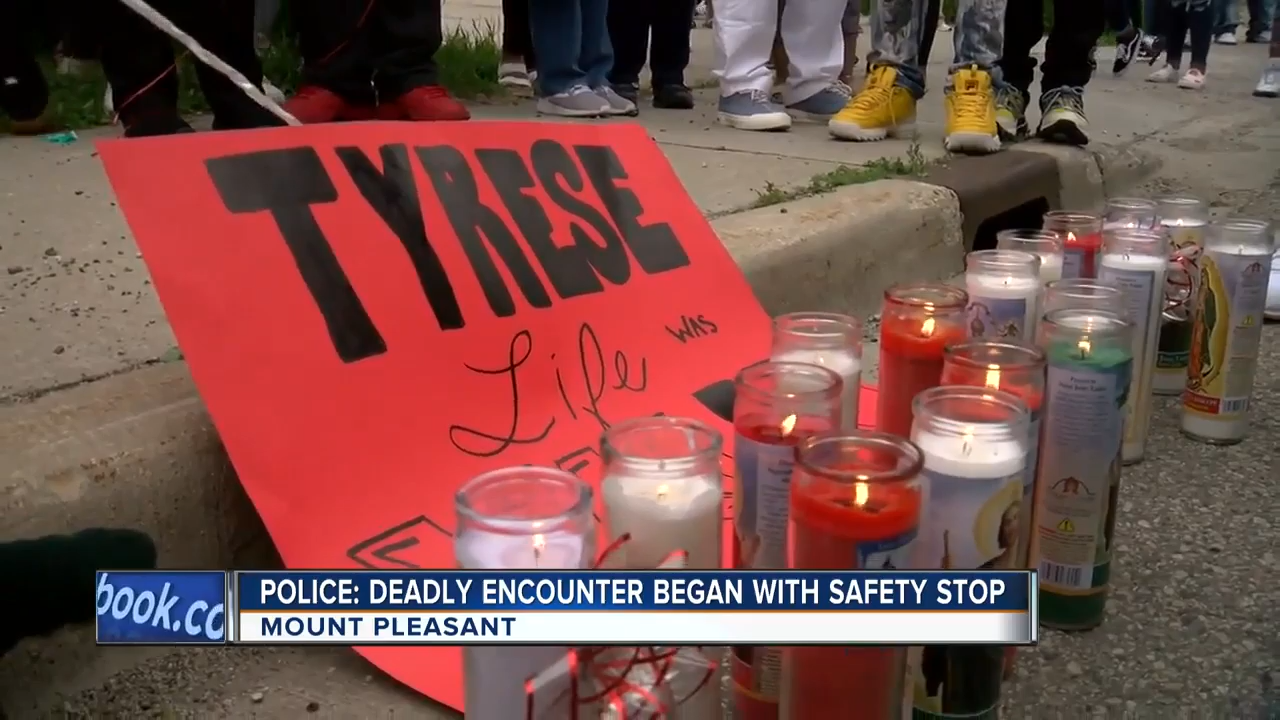 TYRESE
Life WAS
book.co
POLICE: DEADLY ENCOUNTER BEGAN WITH SAFETY STOP
MOUNT PLEASANT